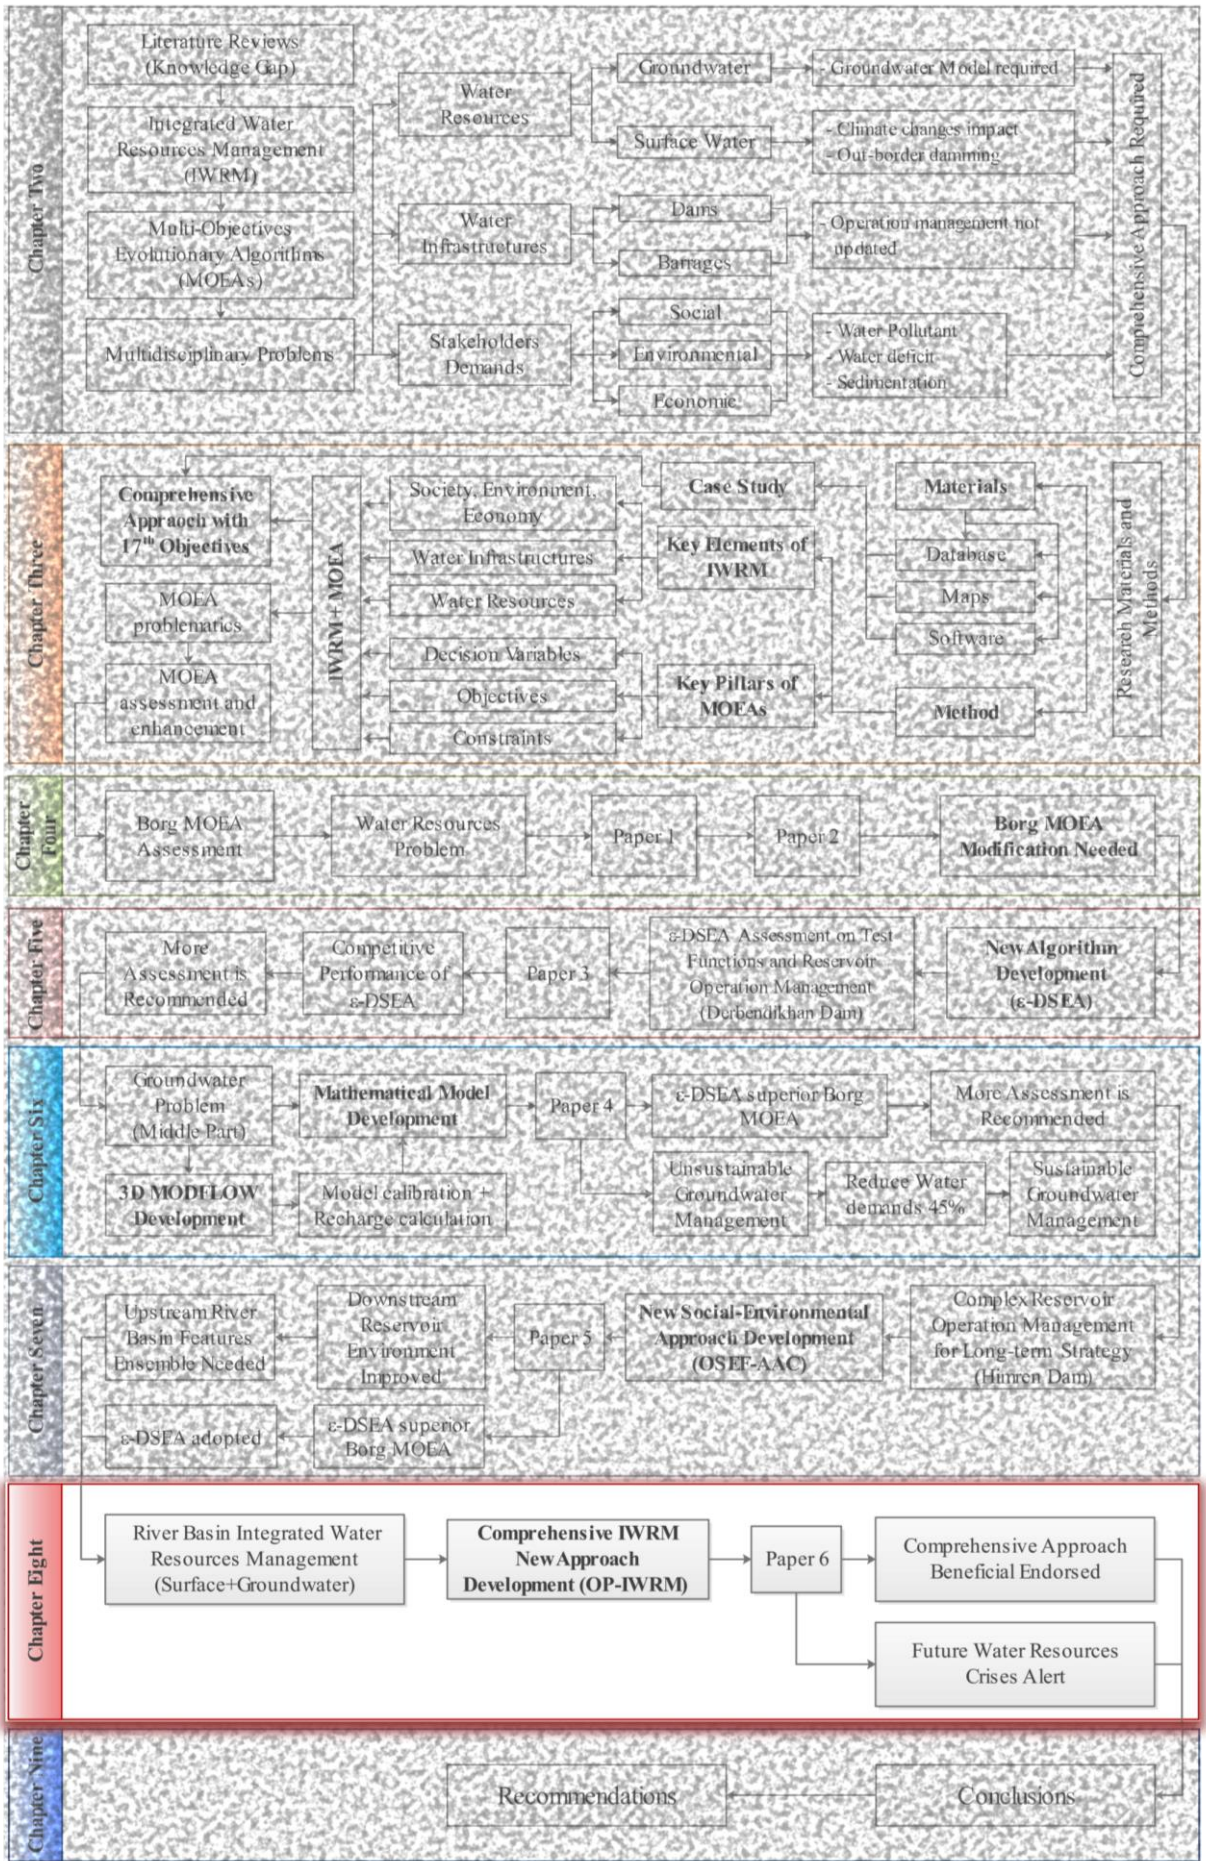 Chapter Two
Literature Reviews
(Knowledge Gap)
Integrated Water
Resources Management
(IWRM)
Multi-Objectives
Evolutionary Algorithms
(MOEAs)
Multidisciplinary Problems
Water
Resources
Water
Infrastructures
Stakeholders
Demands
Groundwater
Surface Water
Dams
Barrages
Social
Environmental
Economic
- Groundwater Model required
- Climate changes impact
- Out-border damming
- Operation management not
updated
- Water Pollutant
- Water deficit
- Sedimentation
Comprehensive Approach Required
Chapter Three
Comprehensive
Appraoch with
17th Objectives
MOEA
problematics
MOEA
assessment and
enhancement
IWRM + MOEA
Society, Environment,
Economy
Water Infrastructures
Water Resources
Decision Variables
Objectives
Constraints
Case Study
Key Elements of
IWRM
Key Pillars of
MOEAs
Materials
Database
Maps
Software
Method
Research Materials and
Methods
Chapter
Four
Borg MOEA
Assessment
Water Resources
Problem
Paper 1
Paper 2
Borg MOEA
Modification Needed
Chapter Five
More
Assessment is
Recommended
Competitive
Performance of
ε-DSEA
Paper 3
ε-DSEA Assessment on Test
Functions and Reservoir
Operation Management
(Derbendikhan Dam)
New Algorithm
Development
(ε-DSEA)
Chapter Six
Groundwater
Problem
(Middle Part)
Mathematical Model
Development
Paper 4
ε-DSEA superior Borg
MOEA
More Assessment is
Recommended
3D MODFLOW
Development
Model calibration +
Recharge calculation
Unsustainable
Groundwater
Management
Reduce Water
demands 45%
Sustainable
Groundwater
Management
Chapter Seven
Upstream River
Basin Features
Ensemble Needed
Downstream
Reservoir
Environment
Improved
Paper 5
New Social-Environmental
Approach Development
(OSEF-AAC)
Complex Reservoir
Operation Management
for Long-term Strategy
(Himren Dam)
ε-DSEA adopted
ε-DSEA superior
Borg MOEA
Chapter Eight
River Basin Integrated Water
Resources Management
(Surface+Groundwater)
Comprehensive IWRM
New Approach
Development (OP-IWRM)
Paper 6
Comprehensive Approach
Beneficial Endorsed
Future Water Resources
Crises Alert
Chapter Nine
Recommendations
Conclusions